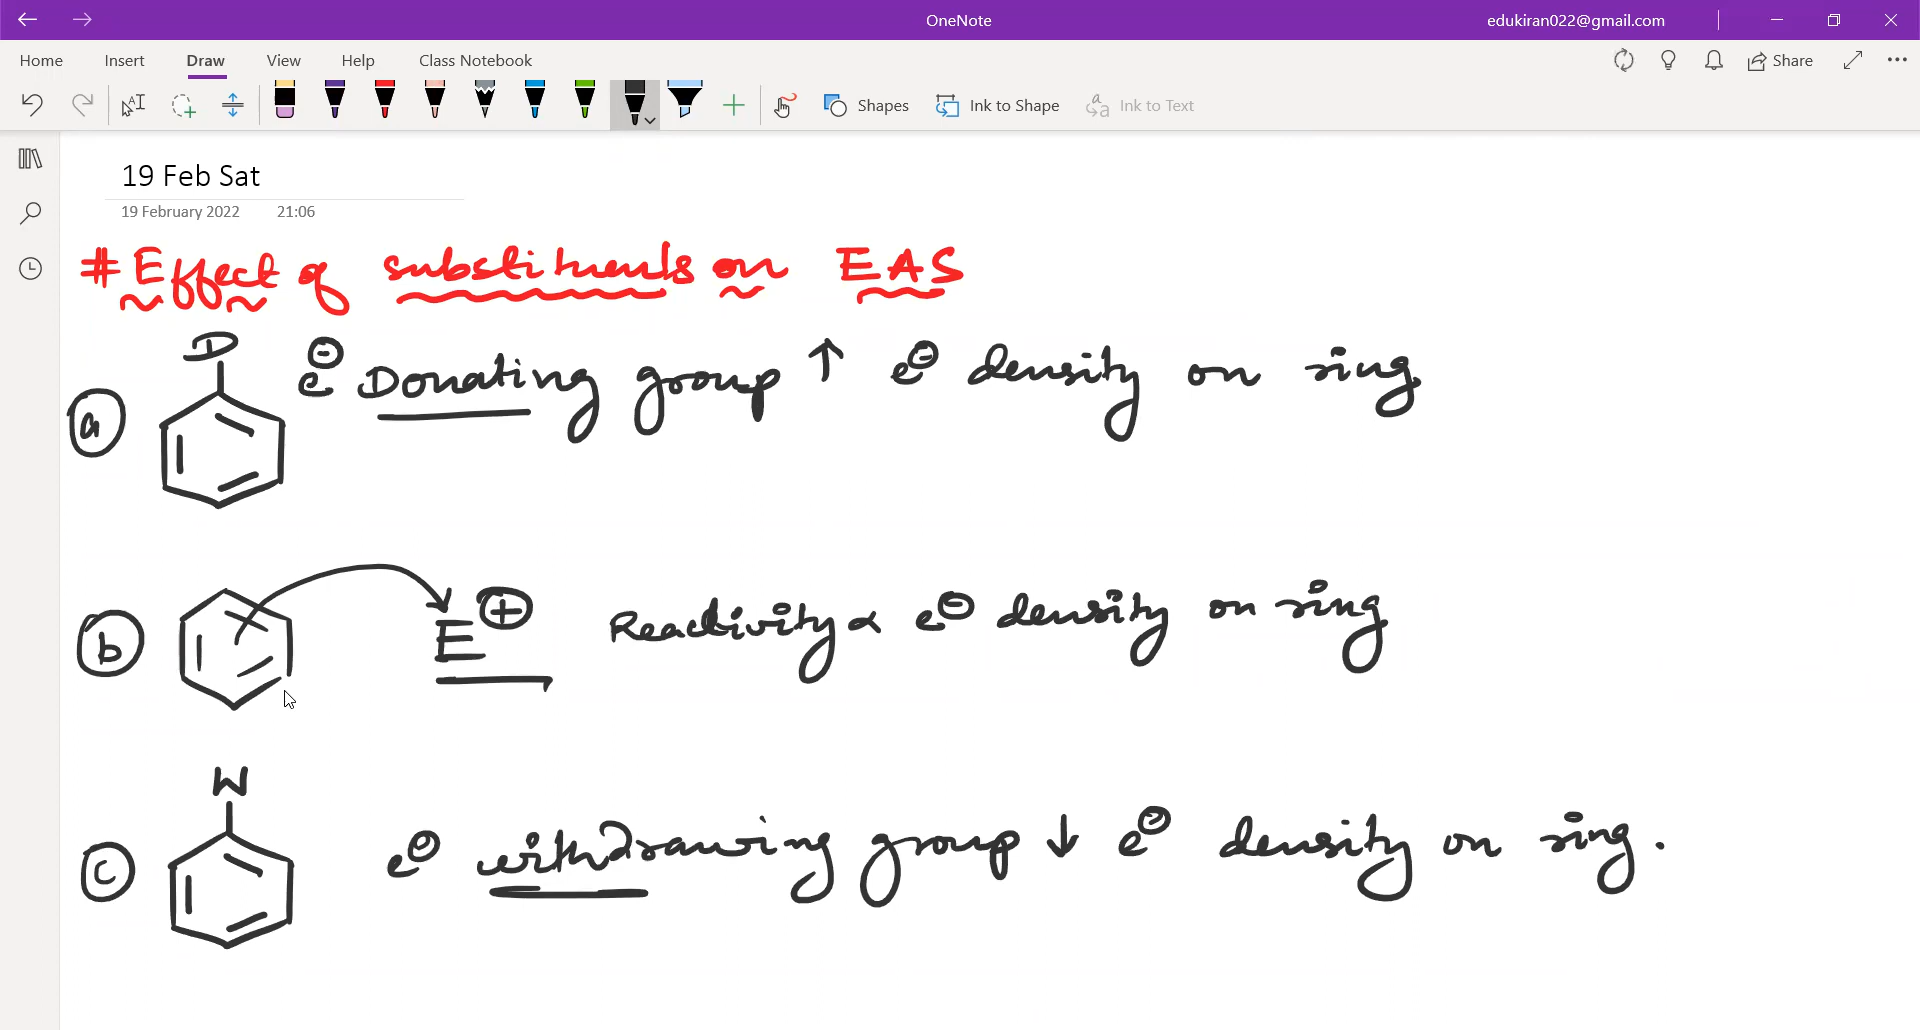 OneNote
edukiran022@gmail.com
Home Insert Draw View Help Class Notebook
Share
Shapes Ink to Shape Ink to Text
19 Feb Sat
19 February 2022 21:06
# Effect of substituents on EAS
D
a e⊖ Donating group ↑ e⊖ density on ring
b E⊕ Reactivity ∝ e⊖ density on ring
W
c e⊖ withdrawing group ↓ e⊖ density on ring.